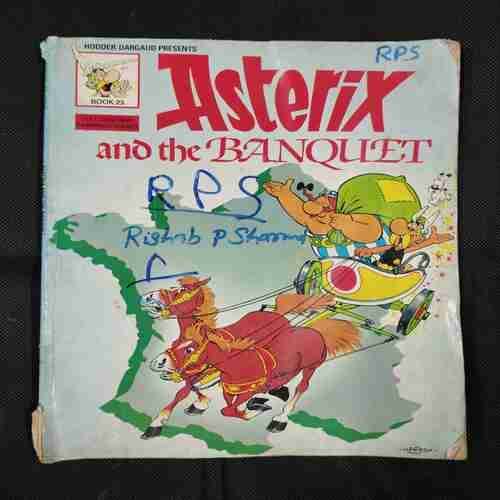 HODDER DARGAUD PRESENTS
RPS
BOOK 23
Asterix
and the BANQUET
RPS
Rishab P Sharma